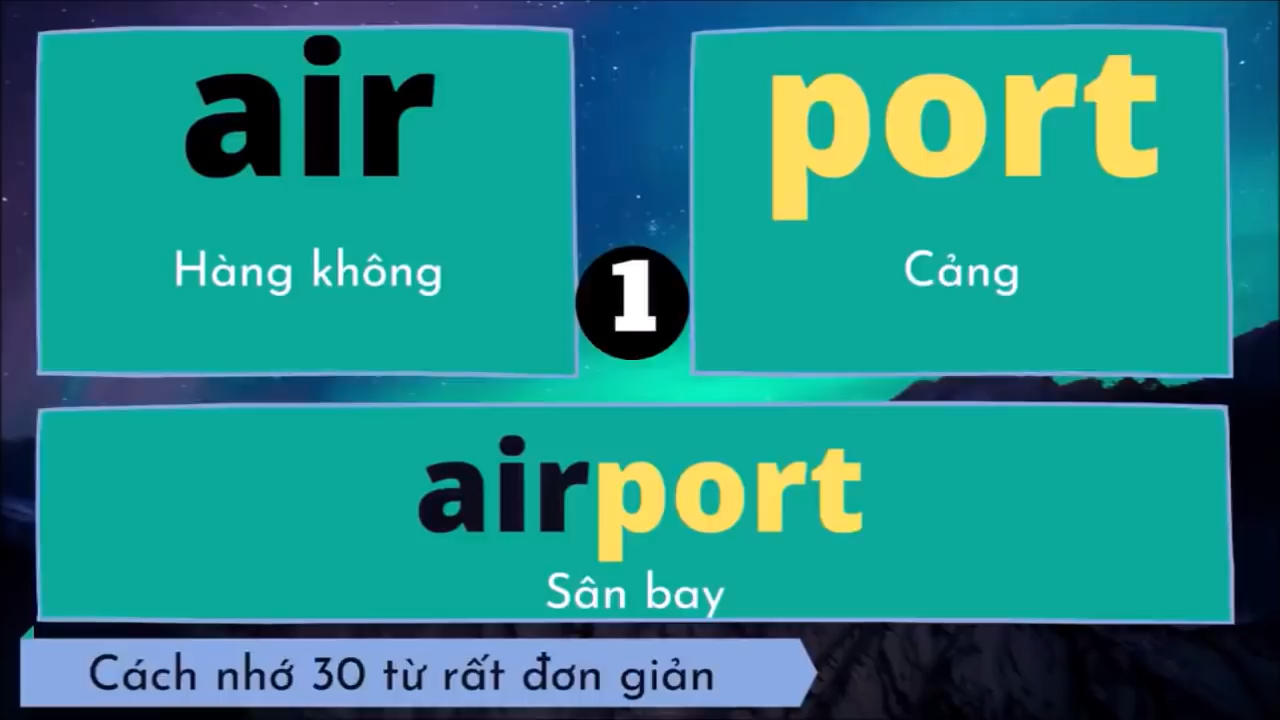 air
Hàng không
port
Cảng
1
airport
Sân bay
Cách nhớ 30 từ rất đơn giản